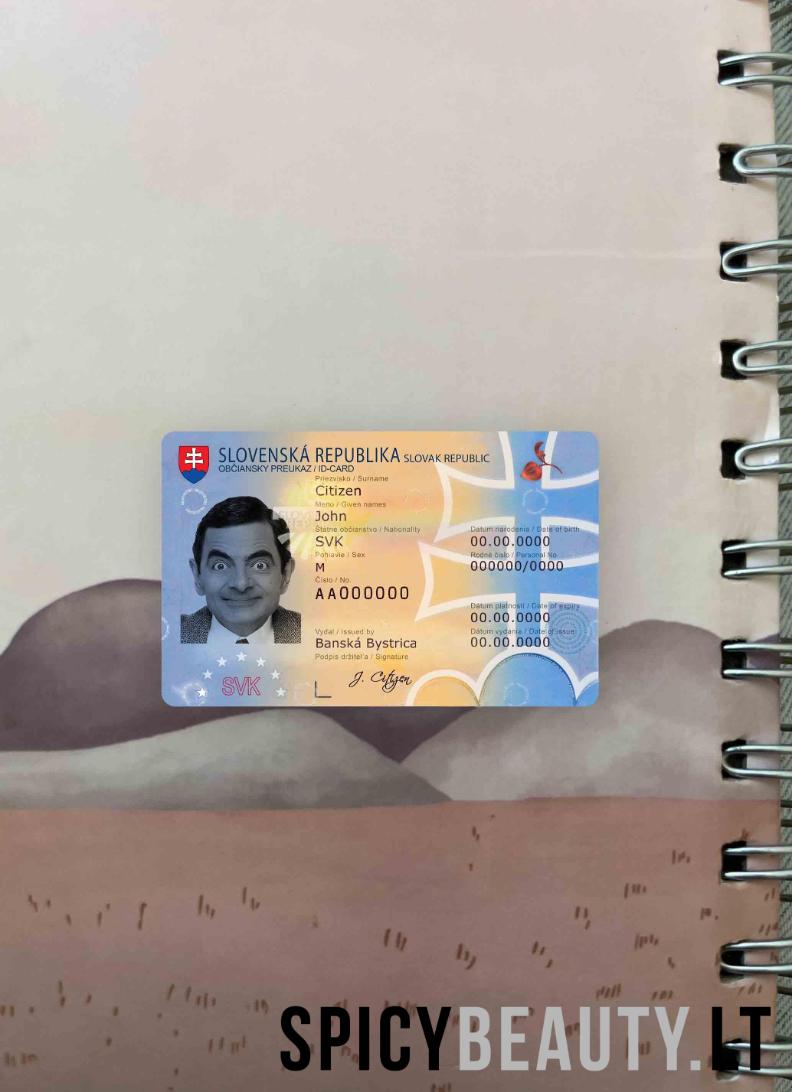 SLOVENSKÁ REPUBLIKA SLOVAK REPUBLIC
OBČIANSKY PREUKAZ / ID-CARD
Priezvisko / Surname
Citizen
Meno / Given names
John
Štátne občianstvo / Nationality
SVK
Pohlavie / Sex
M
Číslo / No.
AA000000
Dátum narodenia / Date of birth
00.00.0000
Rodné číslo / Personal No.
000000/0000
Dátum platnosti / Date of expiry
00.00.0000
Vydal / Issued by
Banská Bystrica
Dátum vydania / Date of issue
00.00.0000
Podpis držiteľa / Signature
J. Citizen
SVK
SPICYBEAUTY.LT